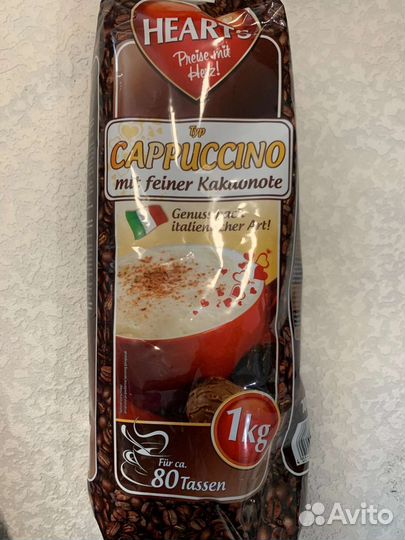 HEARTS
Preise mit
Herz!
Typ
CAPPUCCINO
mit feiner Kakaonote
Genuss nach
italienischer Art!
1kg
Für ca.
80 Tassen
Avito